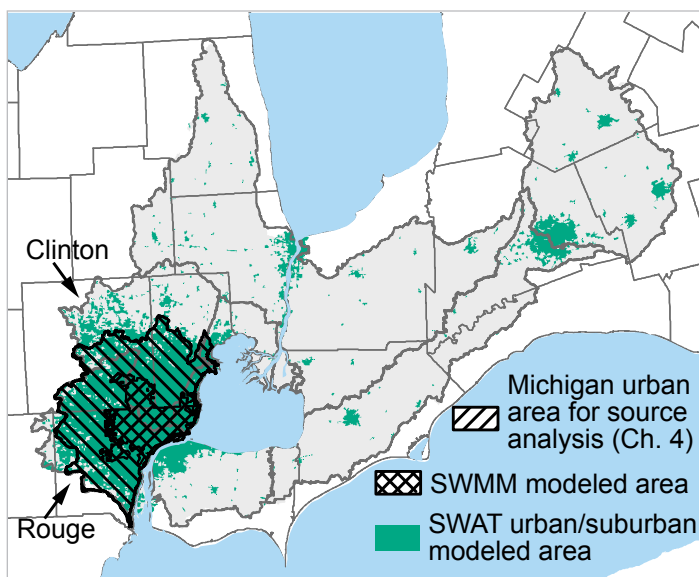 Clinton
Rouge
Michigan urban
area for source
analysis (Ch. 4)
SWMM modeled area
SWAT urban/suburban
modeled area